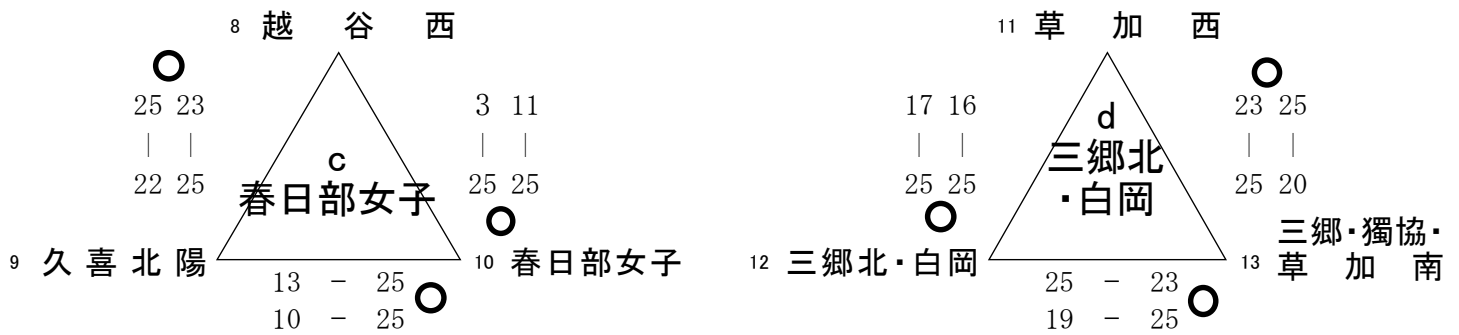 8 越谷西
25 23 3 11
| | | |
22 25 25 25
c
春日部女子
9 久喜北陽
10 春日部女子
13 － 25
10 － 25
11 草加西
17 16 23 25
| | | |
25 25 25 20
d
三郷北
・白岡
12 三郷北・白岡
13 三郷・獨協・
草加南
25 － 23
19 － 25